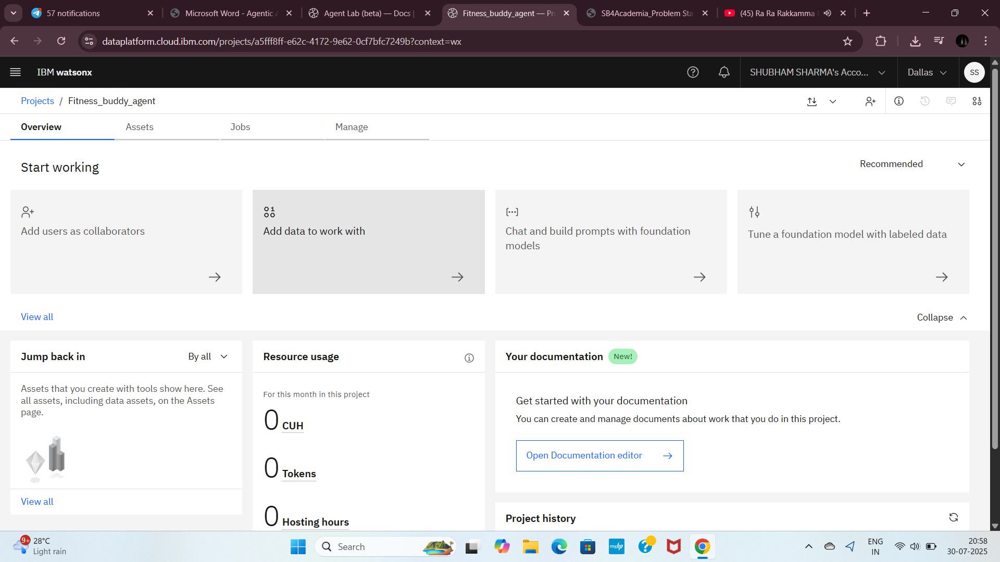 57 notifications
Microsoft Word - Agentic
Agent Lab (beta) — Docs
Fitness_buddy_agent — Pr
SB4Academia_Problem Sta
(45) Ra Ra Rakkamma
dataplatform.cloud.ibm.com/projects/a5fff8ff-e62c-4172-9e62-0cf7bfc7249b?context=wx
IBM watsonx
SHUBHAM SHARMA's Acco...
Dallas
SS
Projects / Fitness_buddy_agent
Overview
Assets
Jobs
Manage
Start working
Recommended
Add users as collaborators
Add data to work with
Chat and build prompts with foundation
models
Tune a foundation model with labeled data
View all
Collapse
Jump back in
By all
Assets that you create with tools show here. See
all assets, including data assets, on the Assets
page.
View all
Resource usage
For this month in this project
0 CUH
0 Tokens
0 Hosting hours
Your documentation
New!
Get started with your documentation
You can create and manage documents about work that you do in this project.
Open Documentation editor
Project history
9+
28°C
Light rain
Search
myhp
ENG
IN
20:58
30-07-2025